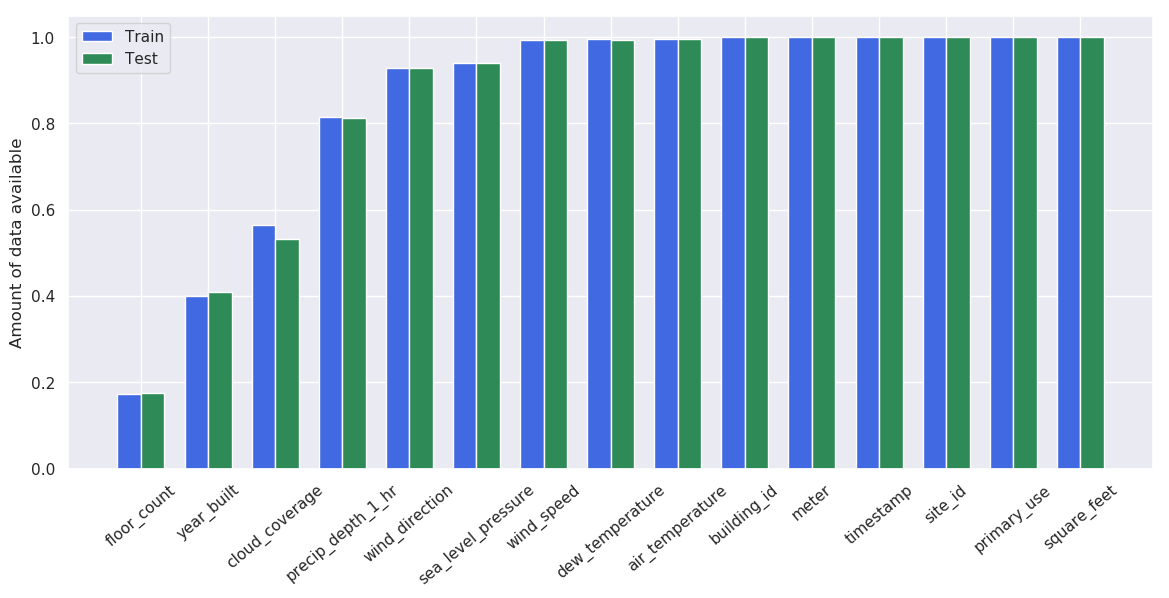 Train
Test
Amount of data available
1.0
0.8
0.6
0.4
0.2
0.0
floor_count
year_built
cloud_coverage
precip_depth_1_hr
wind_direction
sea_level_pressure
wind_speed
dew_temperature
air_temperature
building_id
meter
timestamp
site_id
primary_use
square_feet